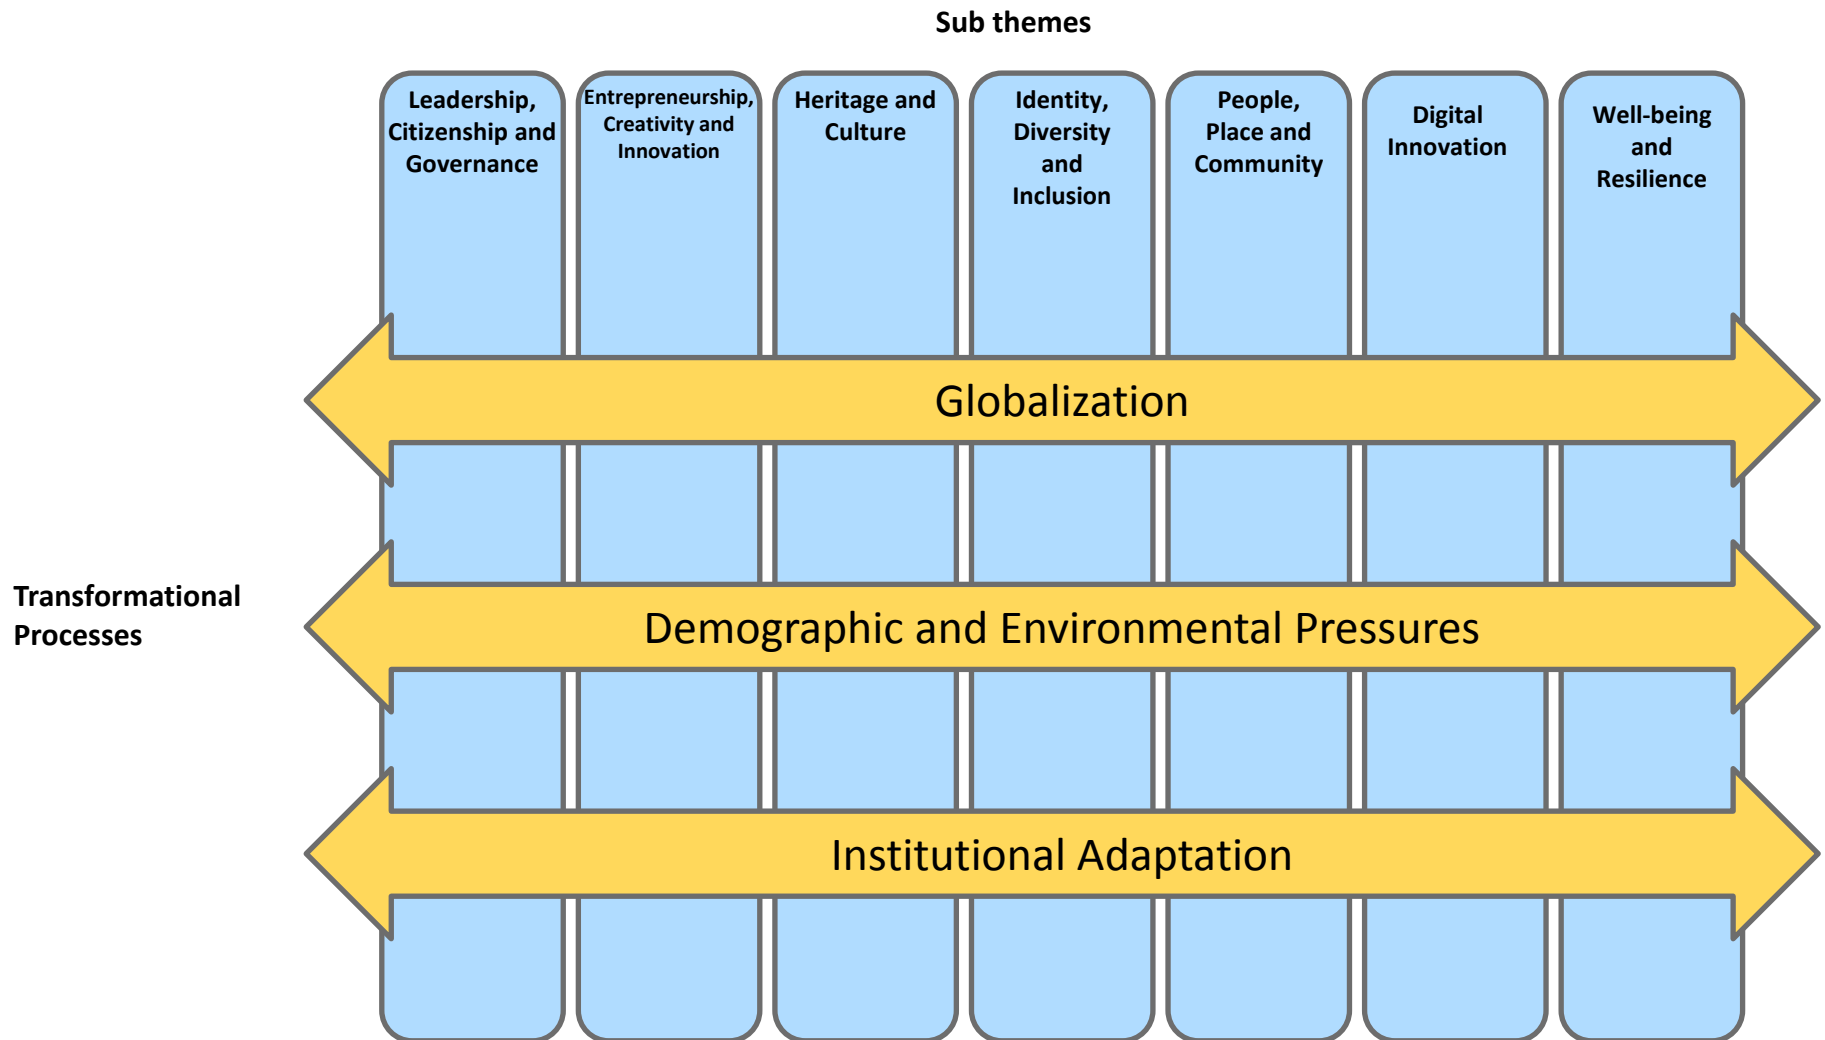 Sub themes
Leadership,
Citizenship and
Governance
Entrepreneurship,
Creativity and
Innovation
Heritage and
Culture
Identity,
Diversity
and
Inclusion
People,
Place and
Community
Digital
Innovation
Well-being
and
Resilience
Globalization
Transformational
Processes
Demographic and Environmental Pressures
Institutional Adaptation